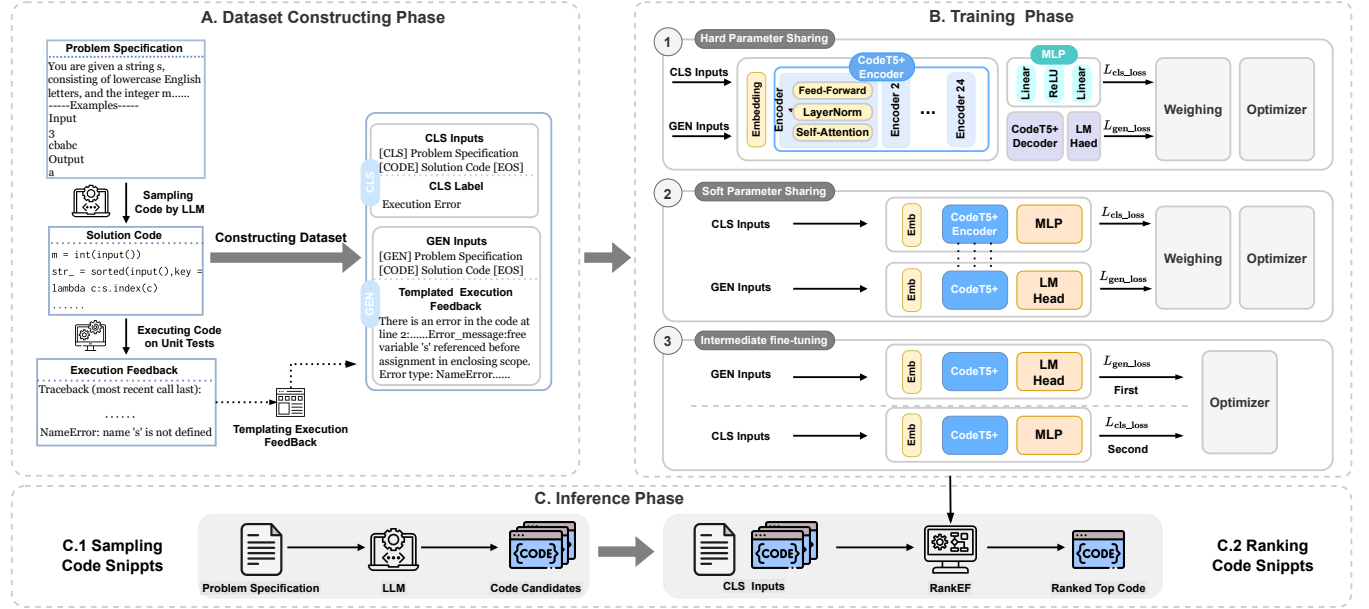 A. Dataset Constructing Phase
Problem Specification
You are given a string s,
consisting of lowercase English
letters, and the integer m......
-----Examples-----
Input
3
cbabc
Output
a
Sampling
Code by LLM
Solution Code
m = int(input())
str_ = sorted(input(),key =
lambda c:s.index(c)
......
Executing Code
on Unit Tests
Execution Feedback
Traceback (most recent call last):
......
NameError: name 's' is not defined
Templating Execution
FeedBack
Constructing Dataset
CLS
CLS Inputs
[CLS] Problem Specification
[CODE] Solution Code [EOS]
CLS Label
Execution Error
GEN
GEN Inputs
[GEN] Problem Specification
[CODE] Solution Code [EOS]
Templated Execution
Feedback
There is an error in the code at
line 2:......Error_message:free
variable 's' referenced before
assignment in enclosing scope.
Error type: NameError......
B. Training Phase
1
Hard Parameter Sharing
CLS Inputs
GEN Inputs
Embedding
Encoder
CodeT5+
Encoder
Feed-Forward
LayerNorm
Self-Attention
Encoder 2
...
Encoder 24
MLP
Linear
ReLU
Linear
CodeT5+
Decoder
LM
Haed
L_cls_loss
L_gen_loss
Weighing
Optimizer
2
Soft Parameter Sharing
CLS Inputs
Emb
CodeT5+
Encoder
MLP
L_cls_loss
GEN Inputs
Emb
CodeT5+
LM
Head
L_gen_loss
Weighing
Optimizer
3
Intermediate fine-tuning
GEN Inputs
Emb
CodeT5+
LM
Head
L_gen_loss
First
CLS Inputs
Emb
CodeT5+
MLP
L_cls_loss
Second
Optimizer
C. Inference Phase
C.1 Sampling
Code Snippts
Problem Specification
LLM
{CODE}
Code Candidates
{CODE}
CLS Inputs
RankEF
{CODE}
Ranked Top Code
C.2 Ranking
Code Snippts